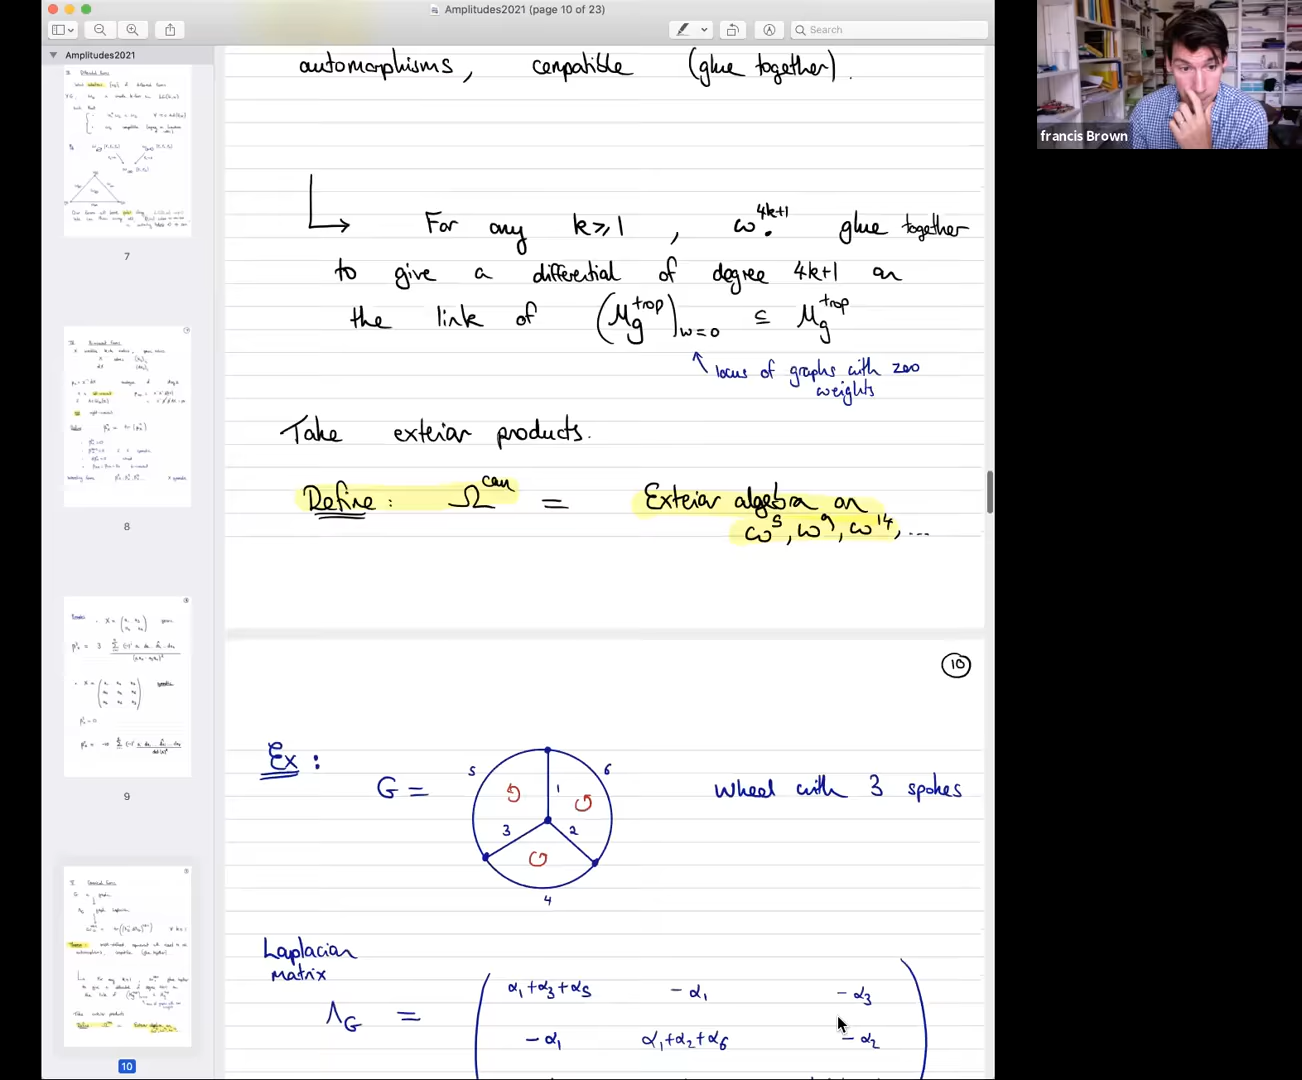 Amplitudes2021 (page 10 of 23)
Search
Amplitudes2021
7
8
9
10
francis Brown
automorphisms, compatible (glue together).
For any k ≥ 1, ω•^{4k+1} glue together
to give a differential of degree 4k+1 on
the link of (M_g^{trop})_{w=0} ⊆ M_g^{trop}
locus of graphs with zero
weights
Take exterior products.
Define: Ω^{can} = Exterior algebra on
ω^5, ω^9, ω^{14}, ...
10
Ex:
G =
5
6
1
3
2
4
Wheel with 3 spokes
Laplacian
matrix
Λ_G =
α_1+α_3+α_5 -α_1 -α_3
-α_1 α_1+α_2+α_6 -α_2